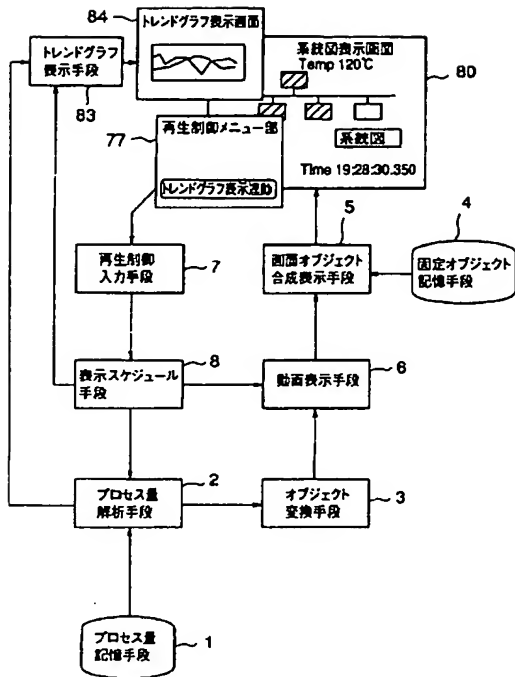 84
トレンドグラフ表示画面
トレンドグラフ
表示手段
83
系統図表示画面
Temp 120℃
80
77
再生制御メニュー部
系統図
トレンドグラフ表示連動
Time 19:28:30.350
5
4
再生制御
入力手段
7
画面オブジェクト
合成表示手段
固定オブジェクト
記憶手段
8
表示スケジュール
手段
6
動画表示手段
2
プロセス量
解析手段
オブジェクト
変換手段
3
プロセス量
記憶手段
1